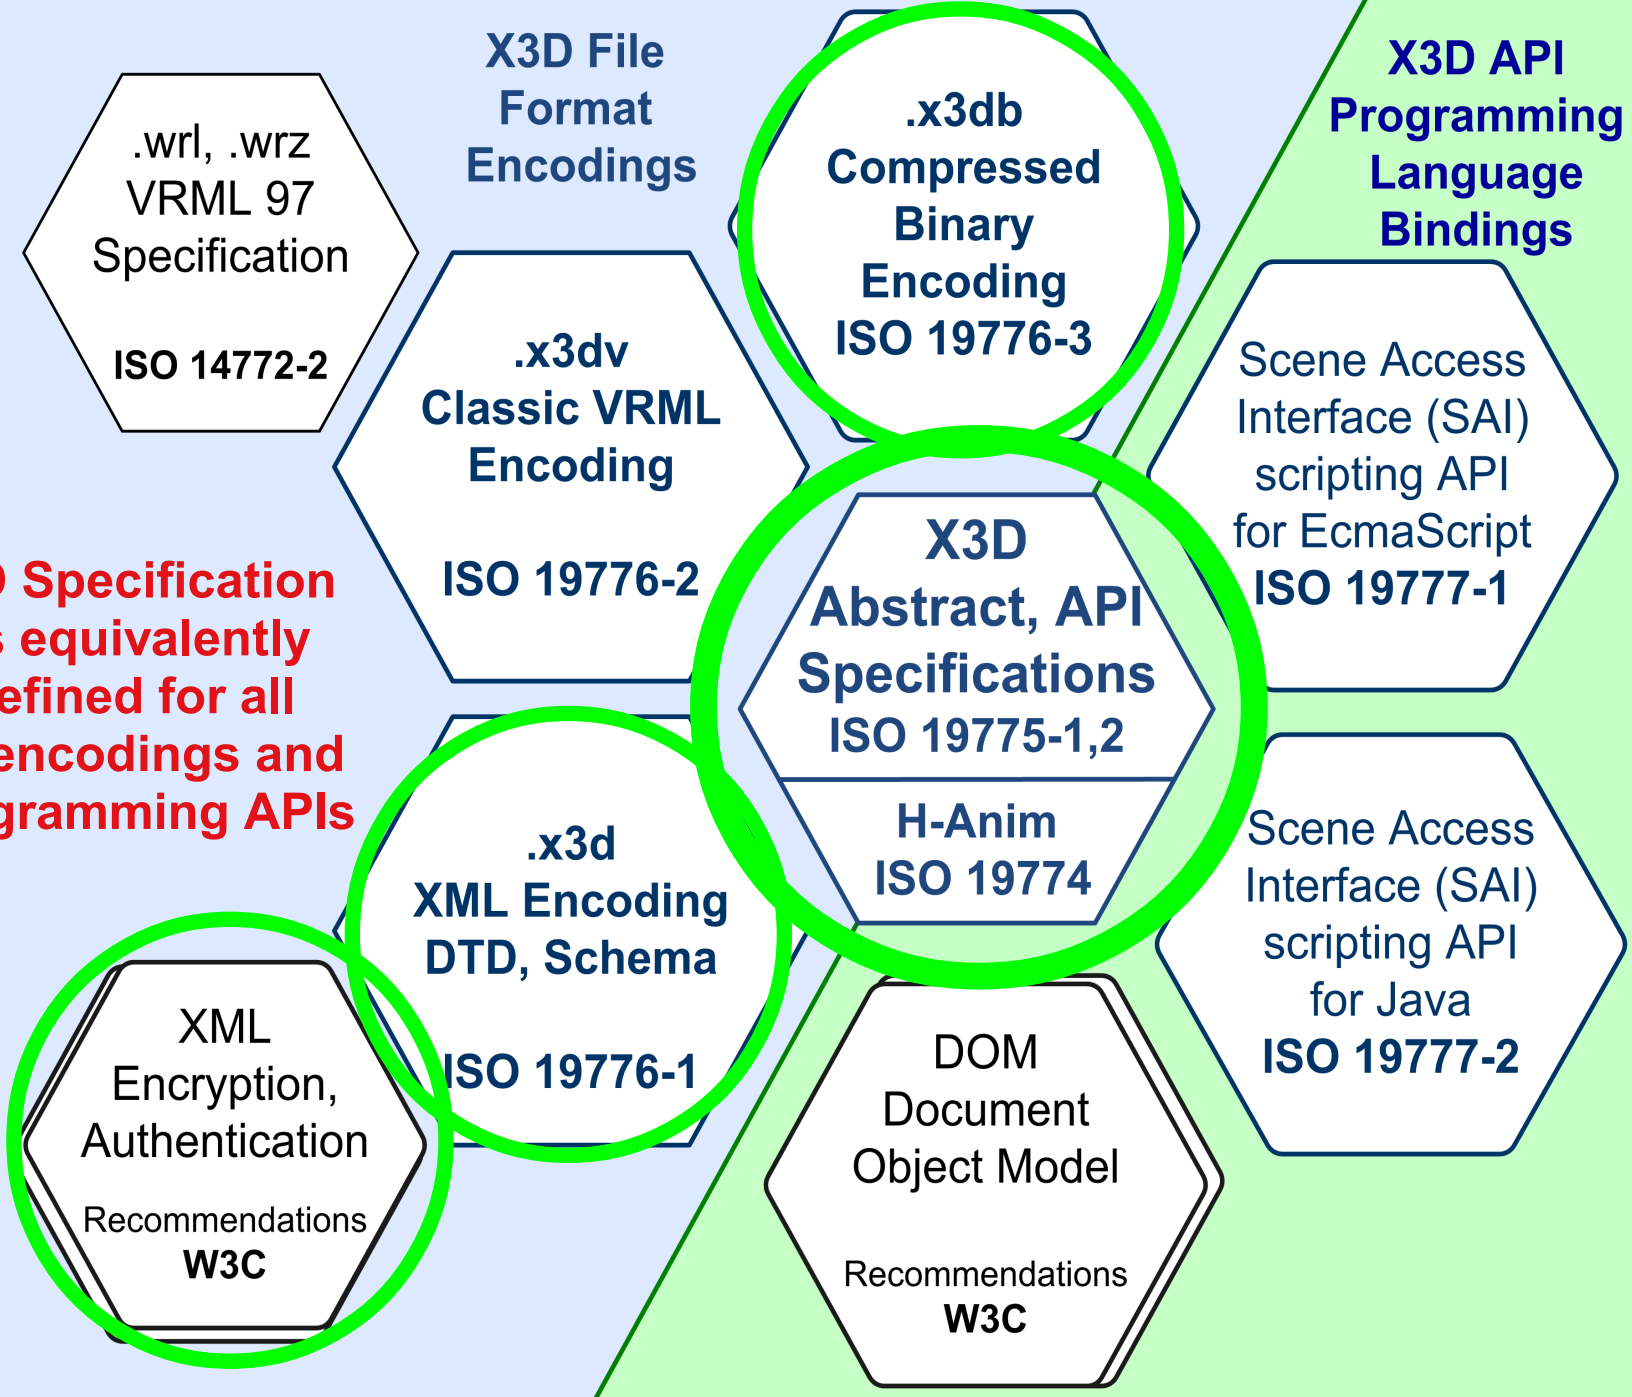 X3D File
Format
Encodings
X3D API
Programming
Language
Bindings
.wrl, .wrz
VRML 97
Specification
ISO 14772-2
.x3db
Compressed
Binary
Encoding
ISO 19776-3
.x3dv
Classic VRML
Encoding
ISO 19776-2
Scene Access
Interface (SAI)
scripting API
for EcmaScript
ISO 19777-1
X3D
Abstract, API
Specifications
ISO 19775-1,2
H-Anim
ISO 19774
Specification
equivalently
for all
encodings and
APIs
.x3d
XML Encoding
DTD, Schema
ISO 19776-1
Scene Access
Interface (SAI)
scripting API
for Java
ISO 19777-2
XML
Encryption,
Authentication
Recommendations
W3C
DOM
Document
Object Model
Recommendations
W3C